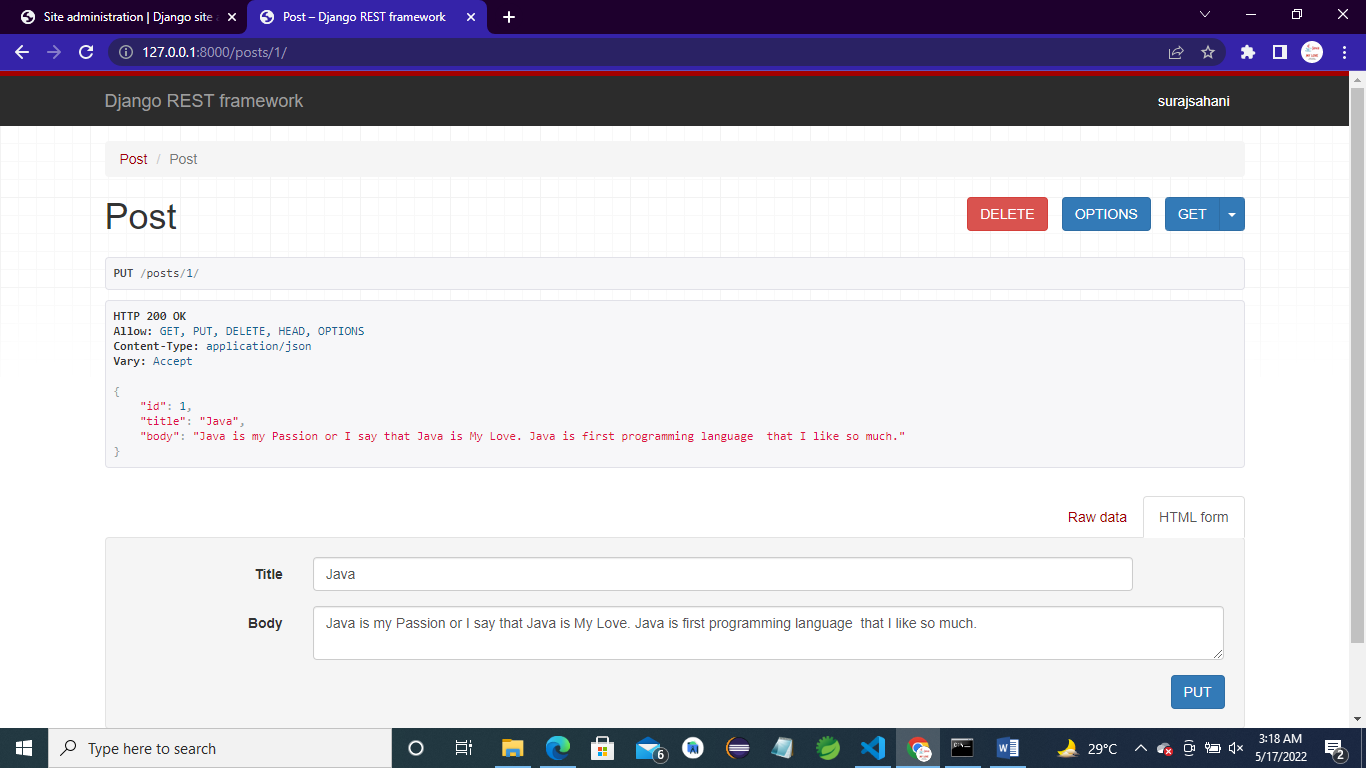 Site administration | Django site a
Post – Django REST framework
127.0.0.1:8000/posts/1/
Django REST framework
surajsahani
Post / Post
Post
DELETE
OPTIONS
GET
PUT /posts/1/
HTTP 200 OK
Allow: GET, PUT, DELETE, HEAD, OPTIONS
Content-Type: application/json
Vary: Accept
{
    "id": 1,
    "title": "Java",
    "body": "Java is my Passion or I say that Java is My Love. Java is first programming language  that I like so much."
}
Raw data
HTML form
Title
Java
Body
Java is my Passion or I say that Java is My Love. Java is first programming language  that I like so much.
PUT
Type here to search
6
29°C
3:18 AM
5/17/2022
2